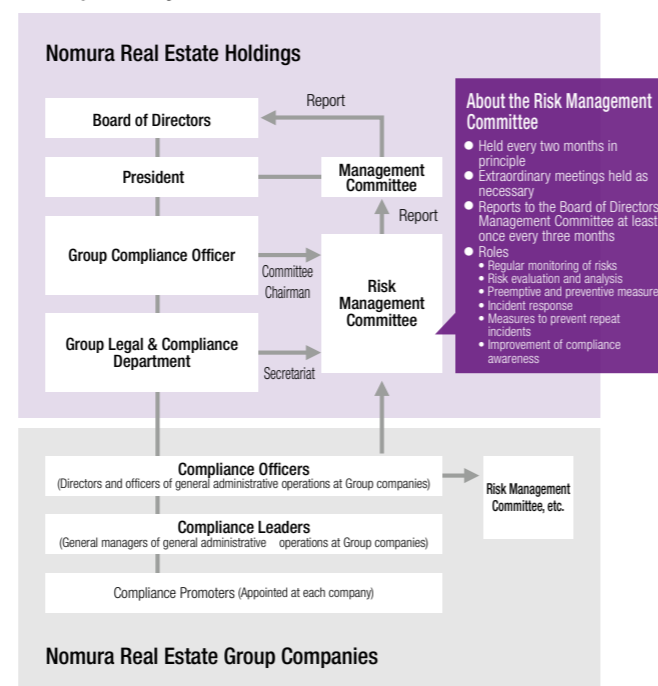 Nomura Real Estate Holdings
Board of Directors
Report
President
Management
Committee
Report
Group Compliance Officer
Committee
Chairman
Risk
Management
Committee
Group Legal & Compliance
Department
Secretariat
About the Risk Management
Committee
● Held every two months in
principle
● Extraordinary meetings held as
necessary
● Reports to the Board of Directors
Management Committee at least
once every three months
● Roles
• Regular monitoring of risks
• Risk evaluation and analysis
• Preemptive and preventive measure
• Incident response
• Measures to prevent repeat
incidents
• Improvement of compliance
awareness
Compliance Officers
(Directors and officers of general administrative operations at Group companies)
Risk Management
Committee, etc.
Compliance Leaders
(General managers of general administrative operations at Group companies)
Compliance Promoters (Appointed at each company)
Nomura Real Estate Group Companies